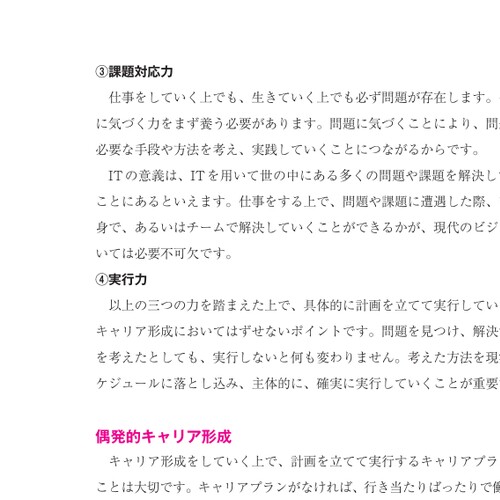 ③課題対応力
仕事をしていく上でも、生きていく上でも必ず問題が存在します。
に気づく力をまず養う必要があります。問題に気づくことにより、問
必要な手段や方法を考え、実践していくことにつながるからです。
ITの意義は、ITを用いて世の中にある多くの問題や課題を解決し
ことにあるといえます。仕事をする上で、問題や課題に遭遇した際、
身で、あるいはチームで解決していくことができるかが、現代のビジ
いては必要不可欠です。
④実行力
以上の三つの力を踏まえた上で、具体的に計画を立てて実行してい
キャリア形成においてはずせないポイントです。問題を見つけ、解決
を考えたとしても、実行しないと何も変わりません。考えた方法を現
ケジュールに落とし込み、主体的に、確実に実行していくことが重要
偶発的キャリア形成
キャリア形成をしていく上で、計画を立てて実行するキャリアプラ
ことは大切です。キャリアプランがなければ、行き当たりばったりで働